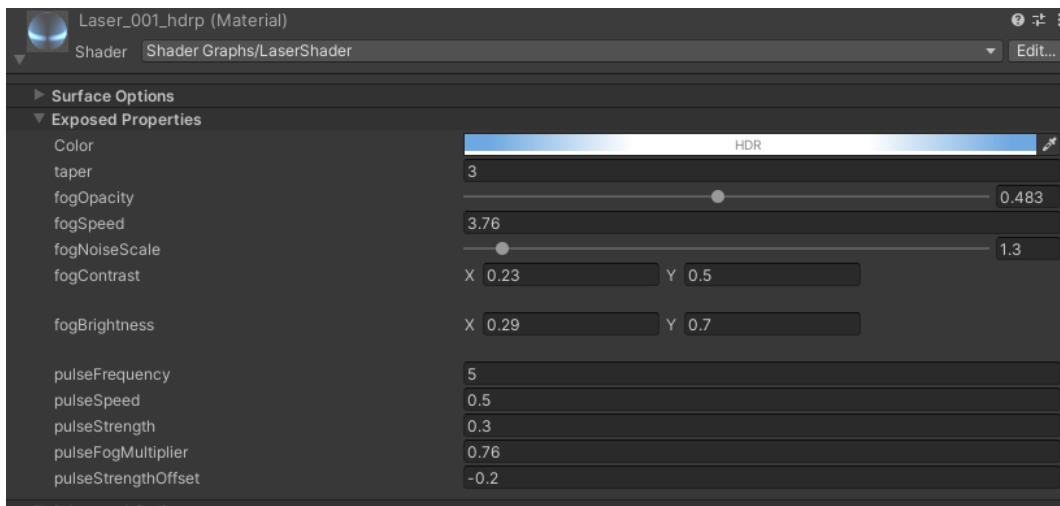 Laser_001_hdrp (Material)
Shader Shader Graphs/LaserShader Edit...
Surface Options
Exposed Properties
Color HDR
taper 3
fogOpacity 0.483
fogSpeed 3.76
fogNoiseScale 1.3
fogContrast X 0.23 Y 0.5
fogBrightness X 0.29 Y 0.7
pulseFrequency 5
pulseSpeed 0.5
pulseStrength 0.3
pulseFogMultiplier 0.76
pulseStrengthOffset -0.2